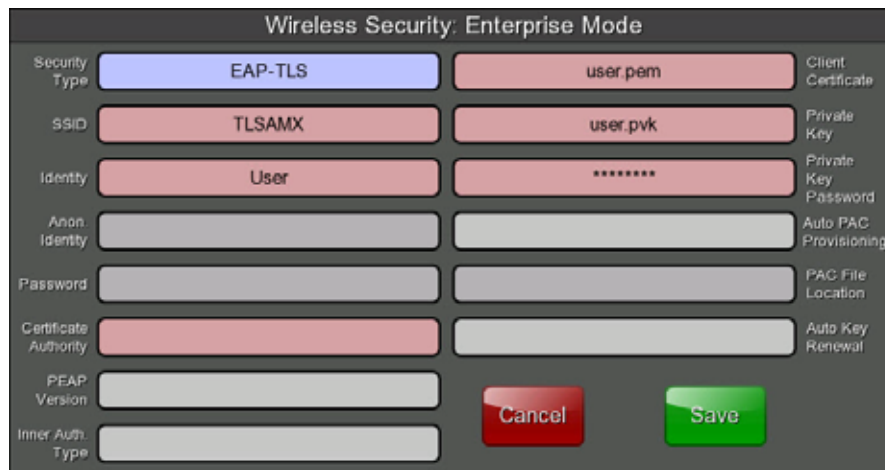 Wireless Security: Enterprise Mode
Security
Type
EAP-TLS
user.pem
Client
Certificate
SSID
TLSAMX
user.pvk
Private
Key
Identity
User
********
Private
Key
Password
Anon.
Identity
Auto PAC
Provisioning
Password
PAC File
Location
Certificate
Authority
Auto Key
Renewal
PEAP
Version
Cancel
Save
Inner Auth.
Type